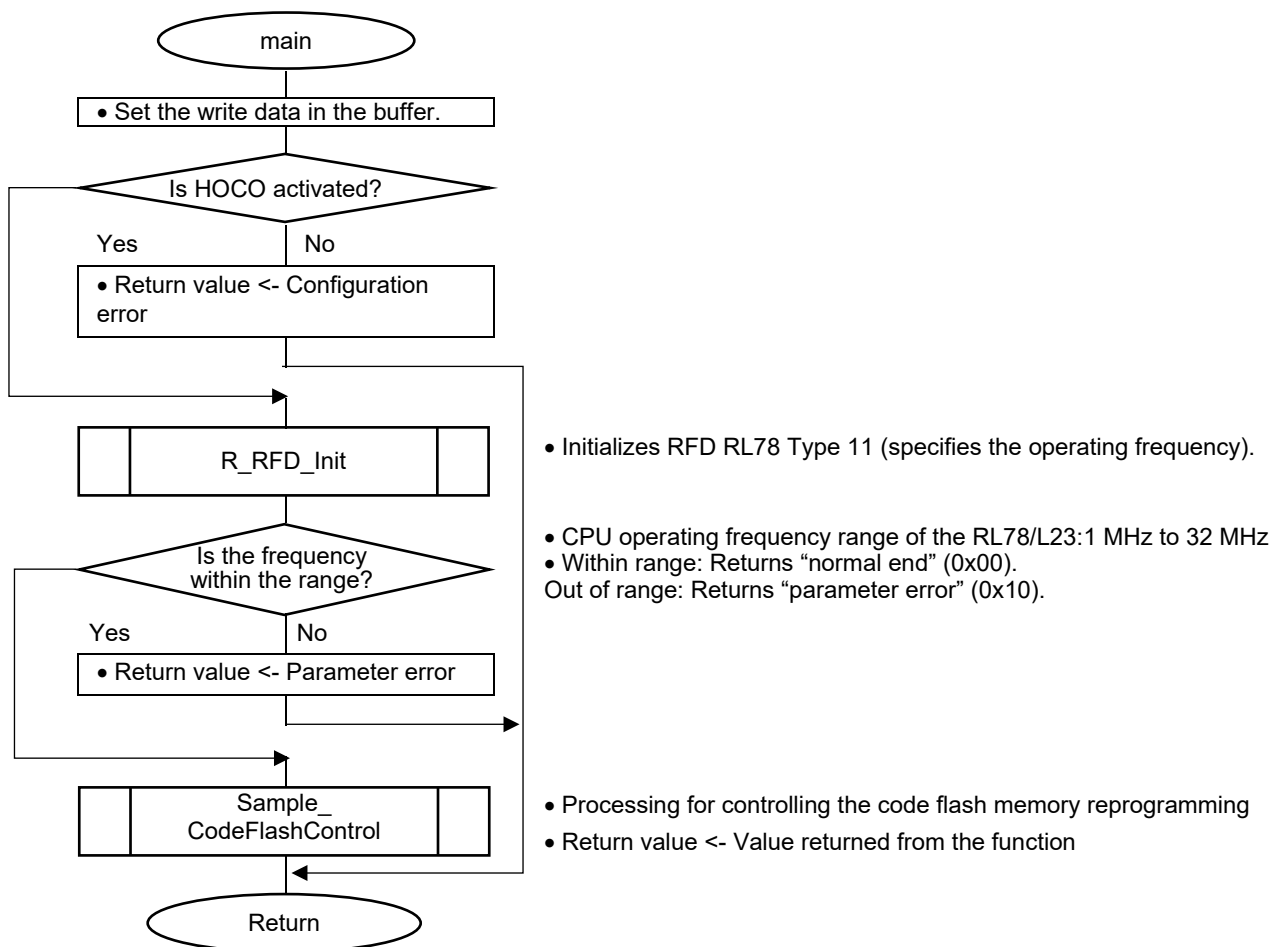 main
• Set the write data in the buffer.
Is HOCO activated?
Yes
No
• Return value <- Configuration
error
R_RFD_Init
• Initializes RFD RL78 Type 11 (specifies the operating frequency).
Is the frequency
within the range?
• CPU operating frequency range of the RL78/L23:1 MHz to 32 MHz
• Within range: Returns “normal end” (0x00).
Out of range: Returns “parameter error” (0x10).
Yes
No
• Return value <- Parameter error
Sample_
CodeFlashControl
• Processing for controlling the code flash memory reprogramming
• Return value <- Value returned from the function
Return